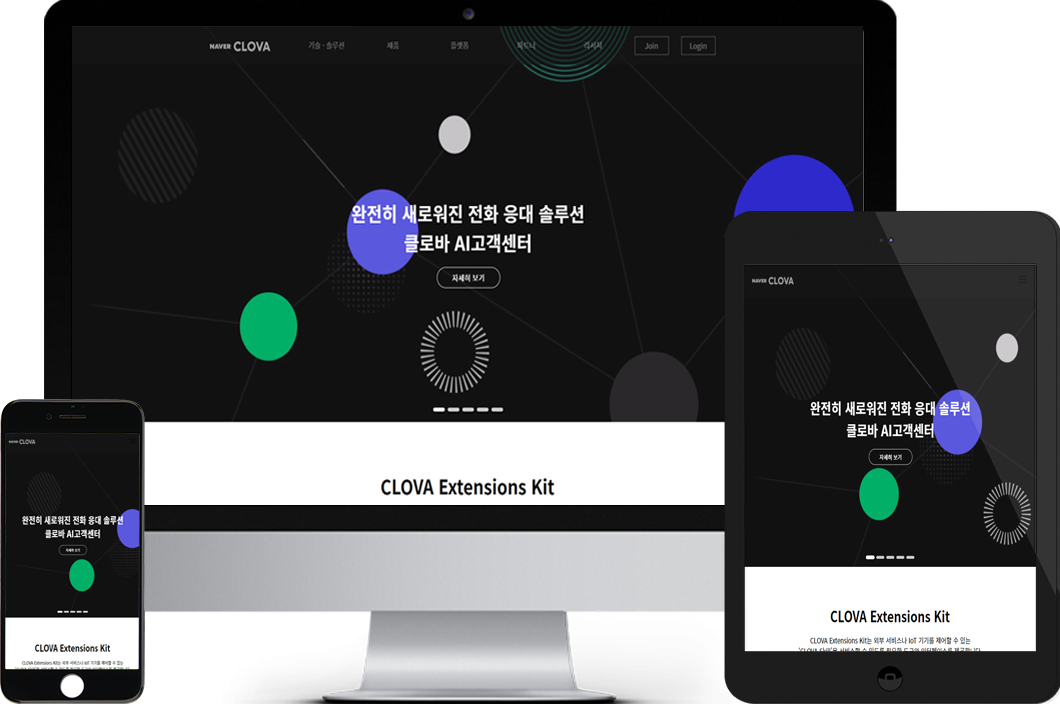 NAVER CLOVA
기술 · 솔루션
제품
플랫폼
파트너
리서치
Join
Login
완전히 새로워진 전화 응대 솔루션
클로바 AI고객센터
자세히 보기
CLOVA Extensions Kit
NAVER CLOVA
완전히 새로워진 전화 응대 솔루션
클로바 AI고객센터
자세히 보기
CLOVA Extensions Kit
CLOVA Extensions Kit는 외부 서비스나 IoT 기기를 제어할 수 있는
NAVER CLOVA
완전히 새로워진 전화 응대 솔루션
클로바 AI고객센터
자세히 보기
CLOVA Extensions Kit
CLOVA Extensions Kit는 외부 서비스나 IoT 기기를 제어할 수 있는